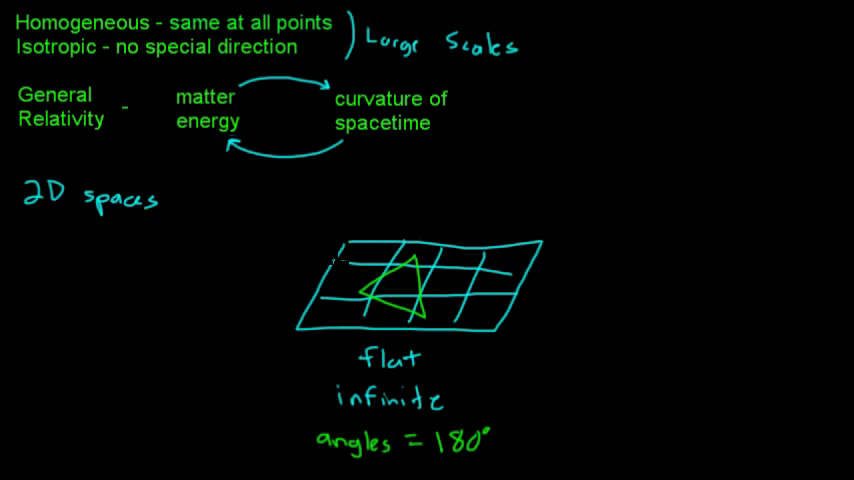 Homogeneous - same at all points
Isotropic - no special direction
Large Scales
General Relativity - matter energy
curvature of spacetime
2D spaces
flat
infinite
angles = 180°